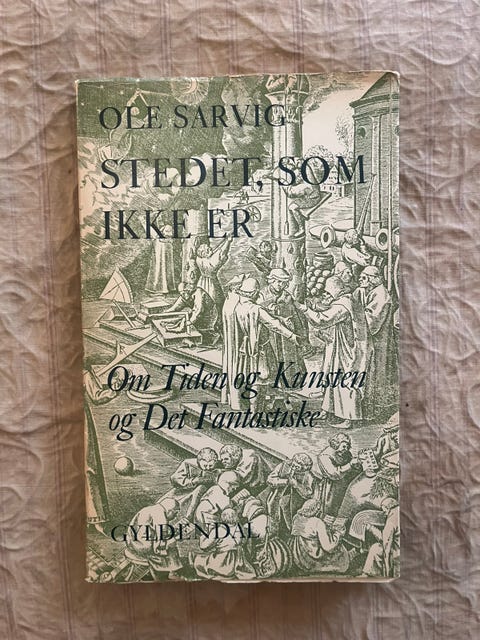 OLE SARVIG
STEDET, SOM
IKKE ER
Om Tiden og Kunsten
og Det Fantastiske
GYLDENDAL